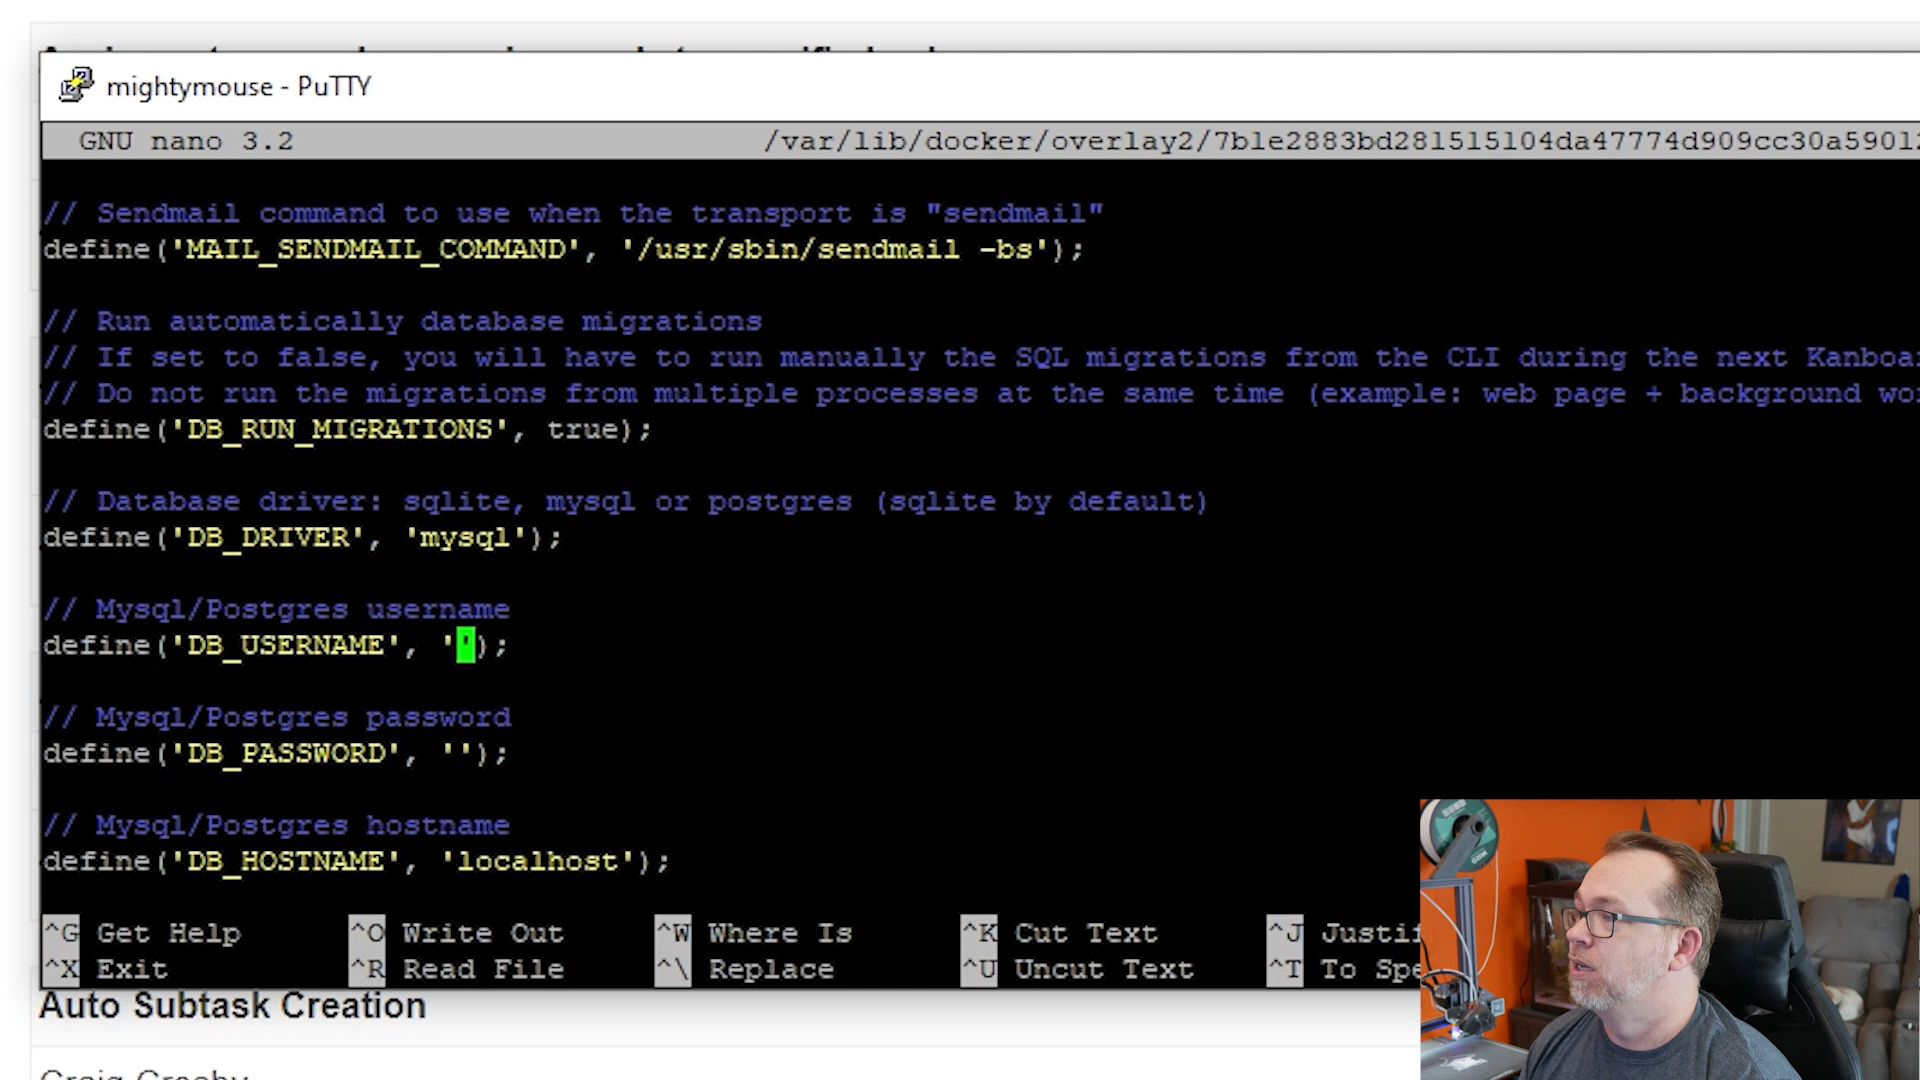 mightymouse - PuTTY
GNU nano 3.2 /var/lib/docker/overlay2/7b1e2883bd281515104da47774d909cc30a59012
// Sendmail command to use when the transport is "sendmail"
define('MAIL_SENDMAIL_COMMAND', '/usr/sbin/sendmail -bs');
// Run automatically database migrations
// If set to false, you will have to run manually the SQL migrations from the CLI during the next Kanboa
// Do not run the migrations from multiple processes at the same time (example: web page + background wo
define('DB_RUN_MIGRATIONS', true);
// Database driver: sqlite, mysql or postgres (sqlite by default)
define('DB_DRIVER', 'mysql');
// Mysql/Postgres username
define('DB_USERNAME', '');
// Mysql/Postgres password
define('DB_PASSWORD', '');
// Mysql/Postgres hostname
define('DB_HOSTNAME', 'localhost');
^G Get Help ^O Write Out ^W Where Is ^K Cut Text ^J Justif
^X Exit ^R Read File ^\ Replace ^U Uncut Text ^T To Spe
Auto Subtask Creation